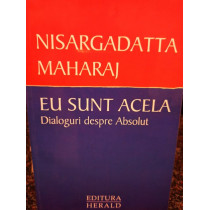 NISARGADATTA
MAHARAJ
EU SUNT ACELA
Dialoguri despre Absolut
EDITURA
HERALD